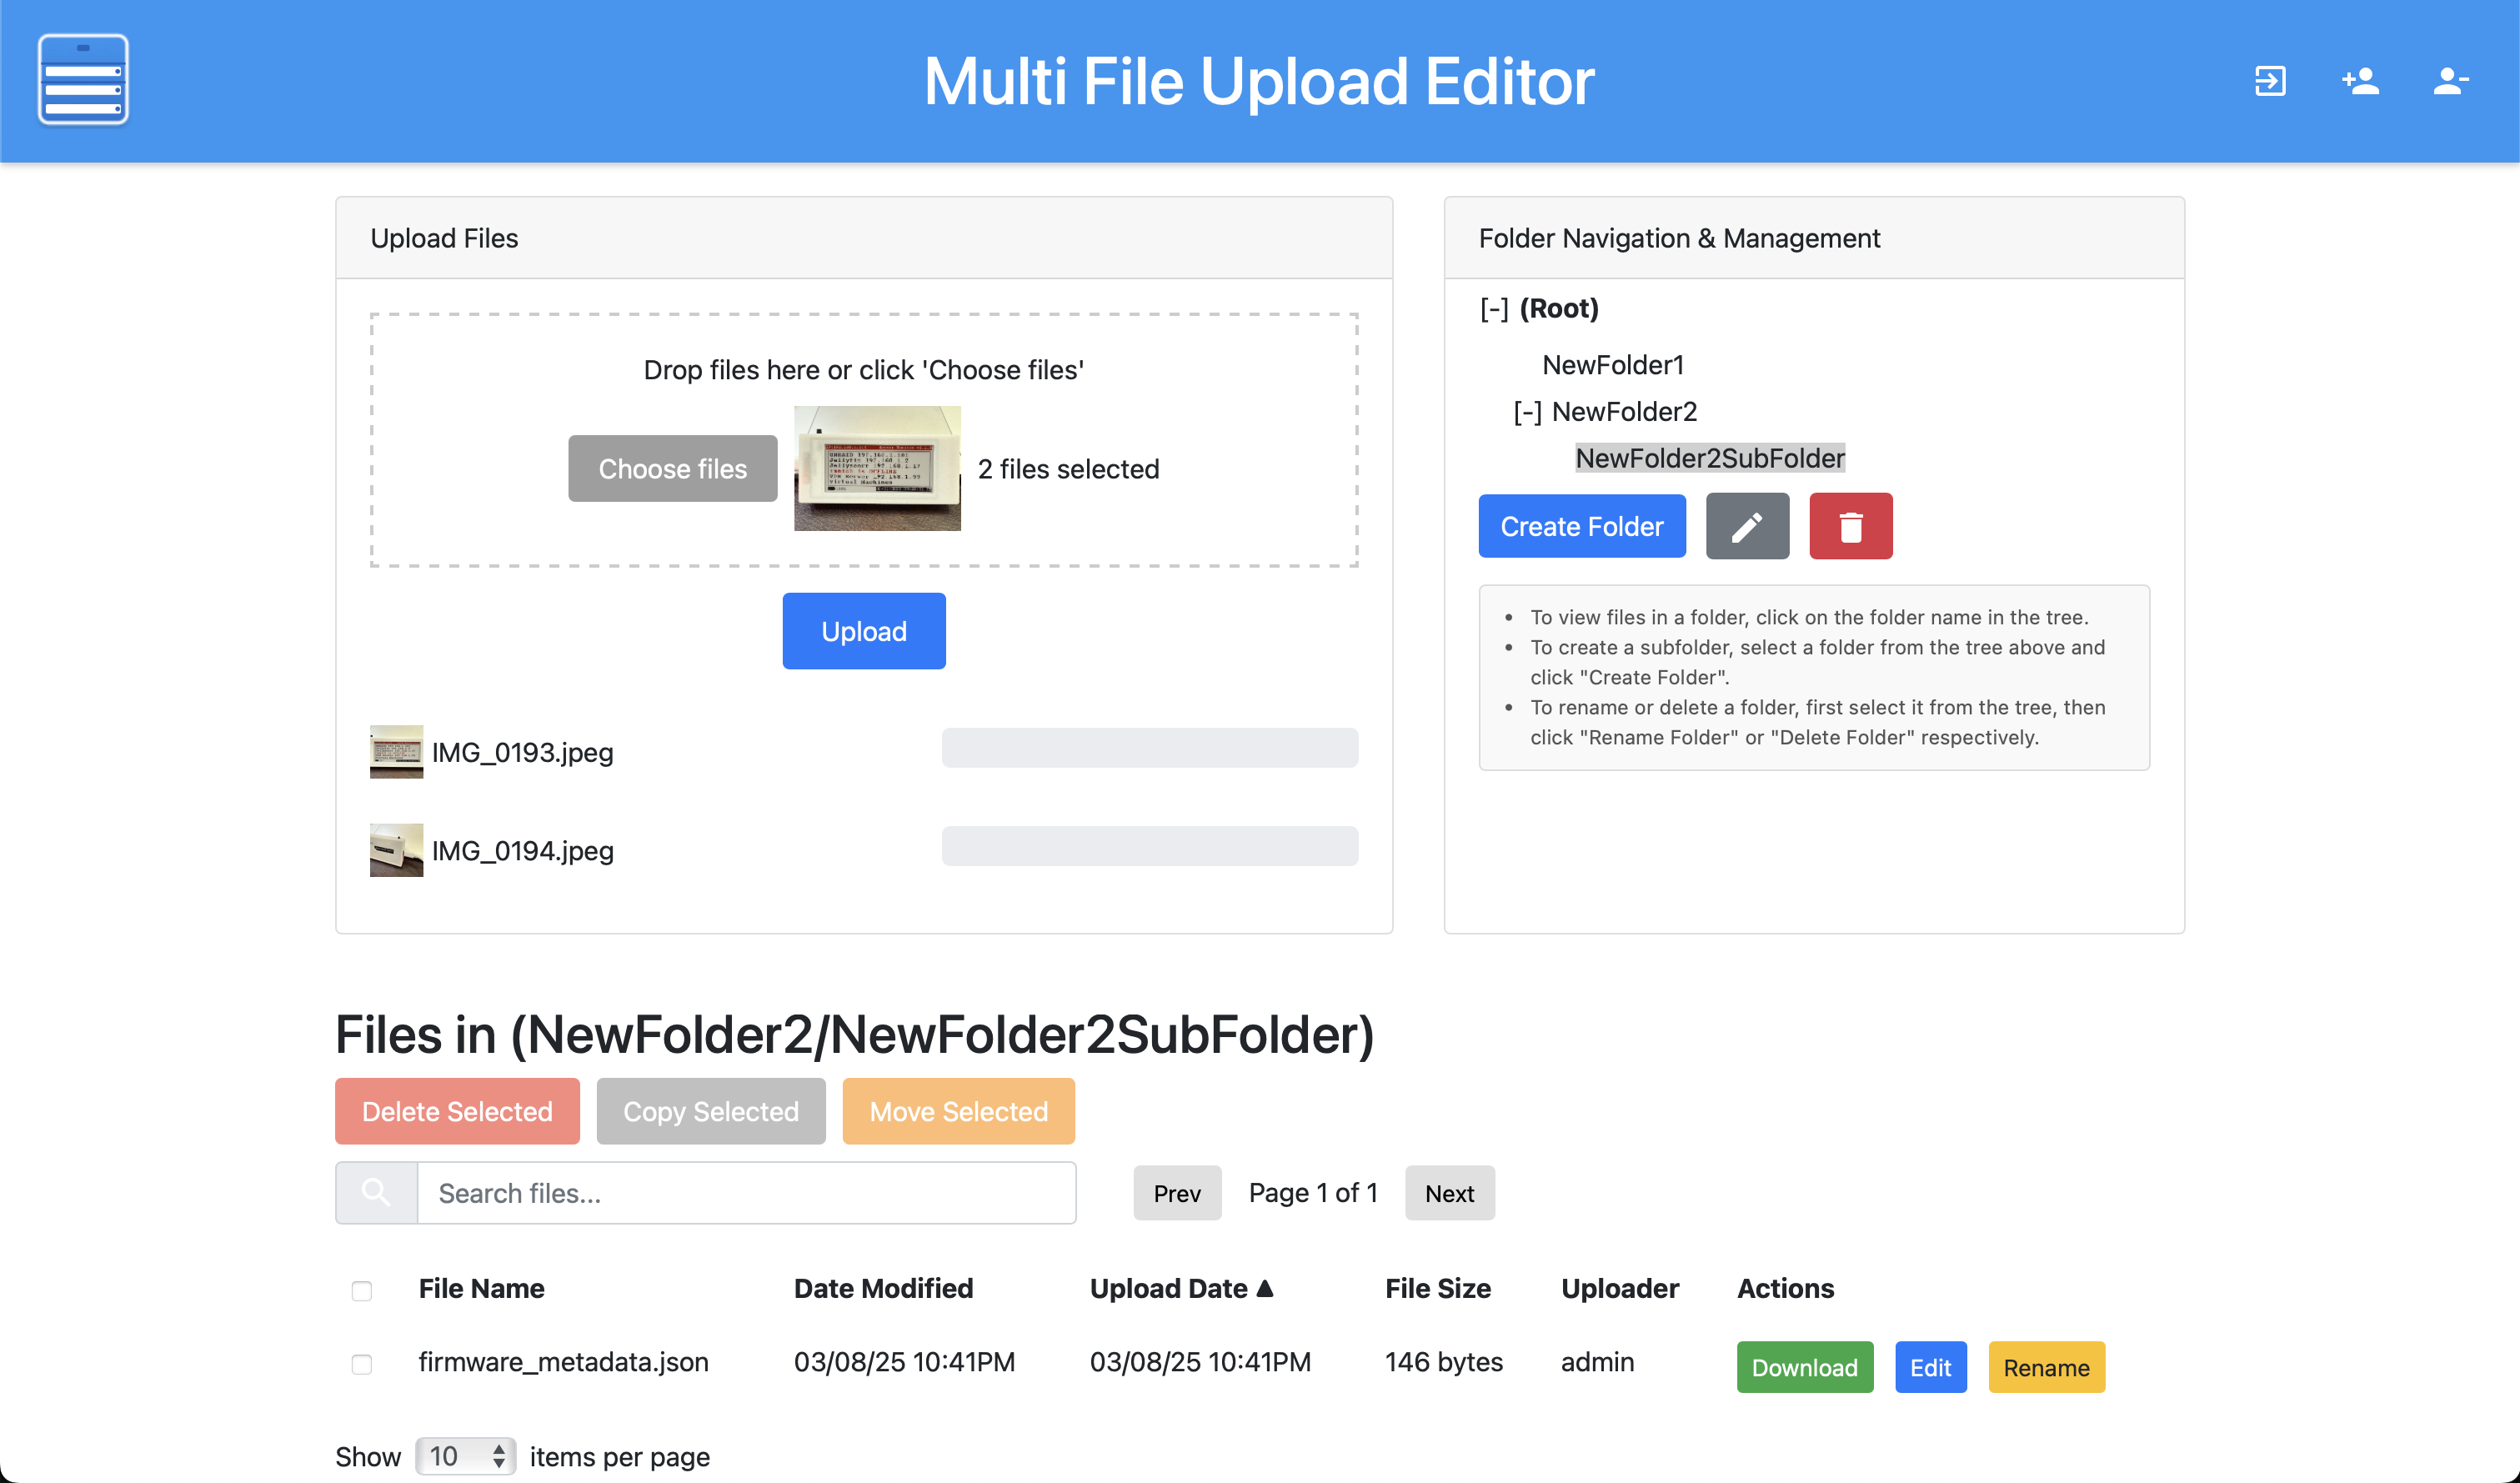 Multi File Upload Editor
Upload Files
Drop files here or click 'Choose files'
Choose files
2 files selected
Upload
IMG_0193.jpeg
IMG_0194.jpeg
Folder Navigation & Management
[-] (Root)
NewFolder1
[-] NewFolder2
NewFolder2SubFolder
Create Folder
• To view files in a folder, click on the folder name in the tree.
• To create a subfolder, select a folder from the tree above and
click "Create Folder".
• To rename or delete a folder, first select it from the tree, then
click "Rename Folder" or "Delete Folder" respectively.
Files in (NewFolder2/NewFolder2SubFolder)
Delete Selected Copy Selected Move Selected
Search files... Prev Page 1 of 1 Next
File Name Date Modified Upload Date ▲ File Size Uploader Actions
firmware_metadata.json 03/08/25 10:41PM 03/08/25 10:41PM 146 bytes admin Download Edit Rename
Show 10 items per page